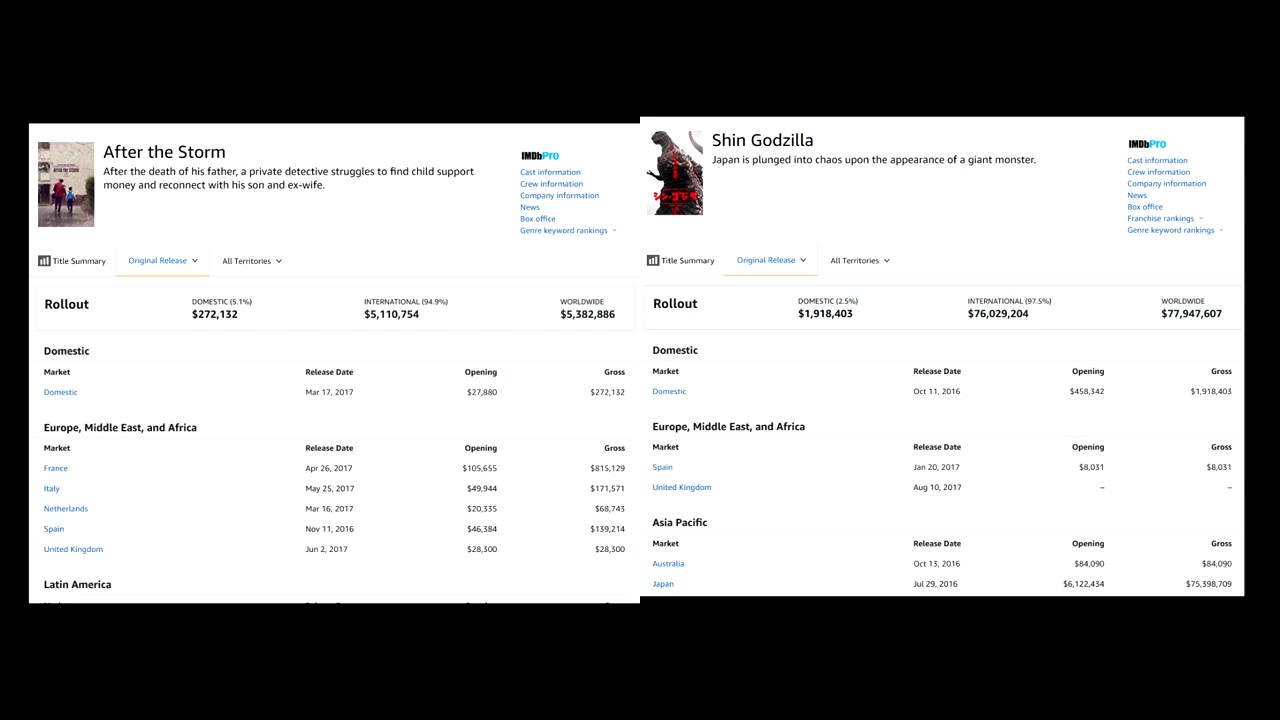 After the Storm
After the death of his father, a private detective struggles to find child support
money and reconnect with his son and ex-wife.
IMDbPro
Cast information
Crew information
Company information
News
Box office
Genre keyword rankings
Title Summary
Original Release
All Territories
Rollout
DOMESTIC (5.1%)
$272,132
INTERNATIONAL (94.9%)
$5,110,754
WORLDWIDE
$5,382,886
Domestic
Market Release Date Opening Gross
Domestic Mar 17, 2017 $27,880 $272,132
Europe, Middle East, and Africa
Market Release Date Opening Gross
France Apr 26, 2017 $105,655 $815,129
Italy May 25, 2017 $49,944 $171,571
Netherlands Mar 16, 2017 $20,335 $68,743
Spain Nov 11, 2016 $46,384 $139,214
United Kingdom Jun 2, 2017 $28,300 $28,300
Latin America
Shin Godzilla
Japan is plunged into chaos upon the appearance of a giant monster.
シン・ゴジラ
IMDbPro
Cast information
Crew information
Company information
News
Box office
Franchise rankings
Genre keyword rankings
Title Summary
Original Release
All Territories
Rollout
DOMESTIC (2.5%)
$1,918,403
INTERNATIONAL (97.5%)
$76,029,204
WORLDWIDE
$77,947,607
Domestic
Market Release Date Opening Gross
Domestic Oct 11, 2016 $458,342 $1,918,403
Europe, Middle East, and Africa
Market Release Date Opening Gross
Spain Jan 20, 2017 $8,031 $8,031
United Kingdom Aug 10, 2017 – –
Asia Pacific
Market Release Date Opening Gross
Australia Oct 13, 2016 $84,090 $84,090
Japan Jul 29, 2016 $6,122,434 $75,398,709